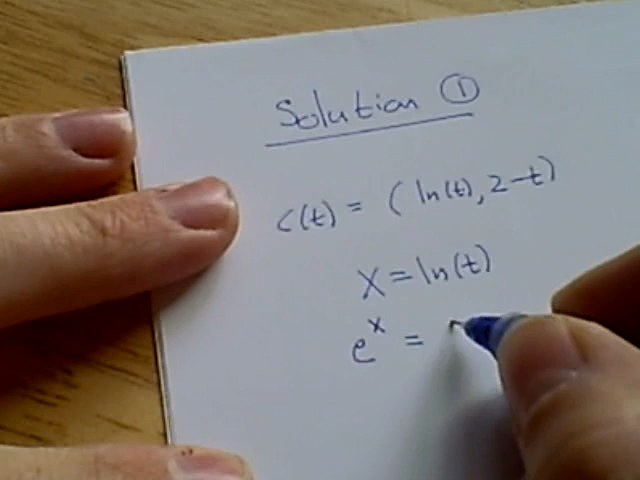 Solution ①
c(t) = (ln(t), 2-t)
x = ln(t)
e^x =